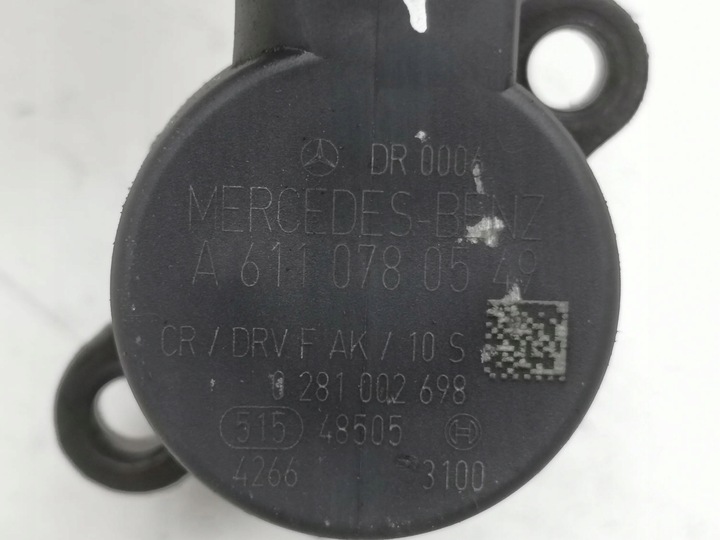 DR 0006
MERCEDES-BENZ
A 611 078 05 49
CR / DRV F AK / 10 S
0 281 002 698
515 48505
4266 3100